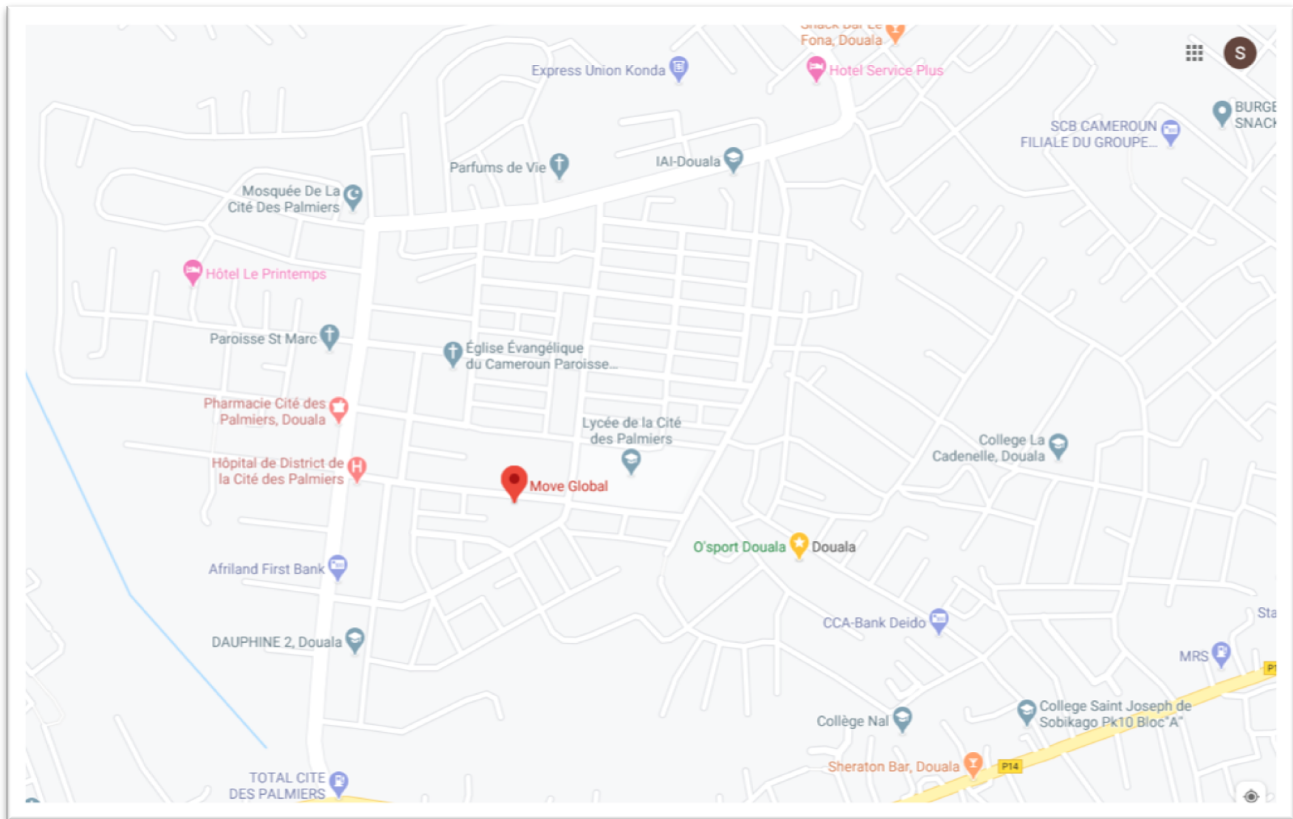 Snack Bar Le
Fona, Douala
Express Union Konda
Hotel Service Plus
S
BURGE
SNACK
SCB CAMEROUN
FILIALE DU GROUPE...
IAI-Douala
Parfums de Vie
Mosquée De La
Cité Des Palmiers
Hôtel Le Printemps
Paroisse St Marc
Église Évangélique
du Cameroun Paroisse...
Pharmacie Cité des
Palmiers, Douala
Lycée de la Cité
des Palmiers
College La
Cadenelle, Douala
Hôpital de District de
la Cité des Palmiers
H
Move Global
O'sport Douala
Douala
Afriland First Bank
CCA-Bank Deido
Sta
DAUPHINE 2, Douala
MRS
P1
College Saint Joseph de
Sobikago Pk10 Bloc"A"
Collège Nal
Sheraton Bar, Douala
P14
TOTAL CITE
DES PALMIERS